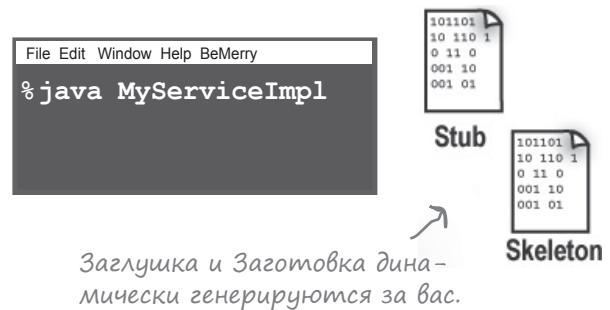 File Edit Window Help BeMerry
%java MyServiceImpl
101101
10 110 1
0 11 0
001 10
001 01
Stub
101101
10 110 1
0 11 0
001 10
001 01
Skeleton
Заглушка и Заготовка дина-
мически генерируются за вас.